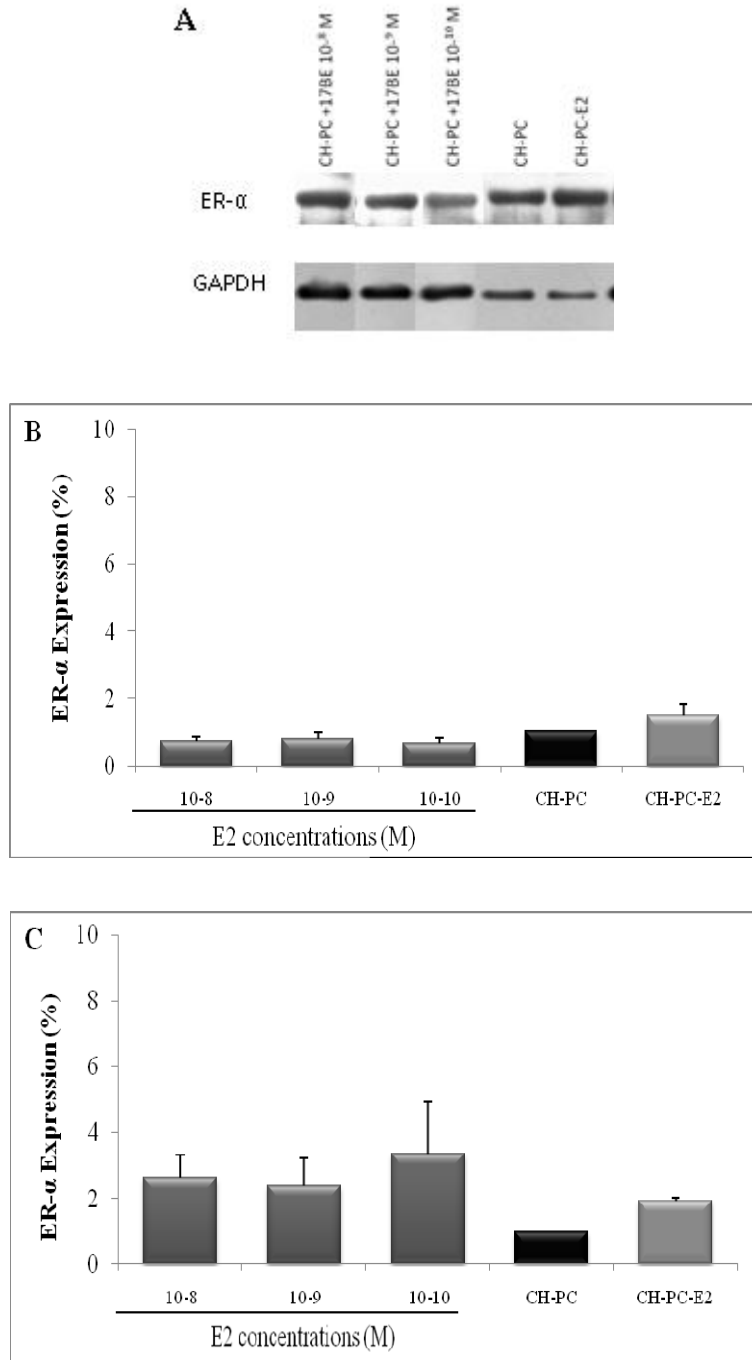 A
CH-PC +17BE 10-⁸ M
CH-PC +17BE 10-⁹ M
CH-PC +17BE 10-¹⁰ M
CH-PC
CH-PC-E2
ER-α
GAPDH
B
ER-α Expression (%)
10
8
6
4
2
0
10-8
10-9
10-10
CH-PC
CH-PC-E2
E2 concentrations (M)
C
ER-α Expression (%)
10
8
6
4
2
0
10-8
10-9
10-10
CH-PC
CH-PC-E2
E2 concentrations (M)